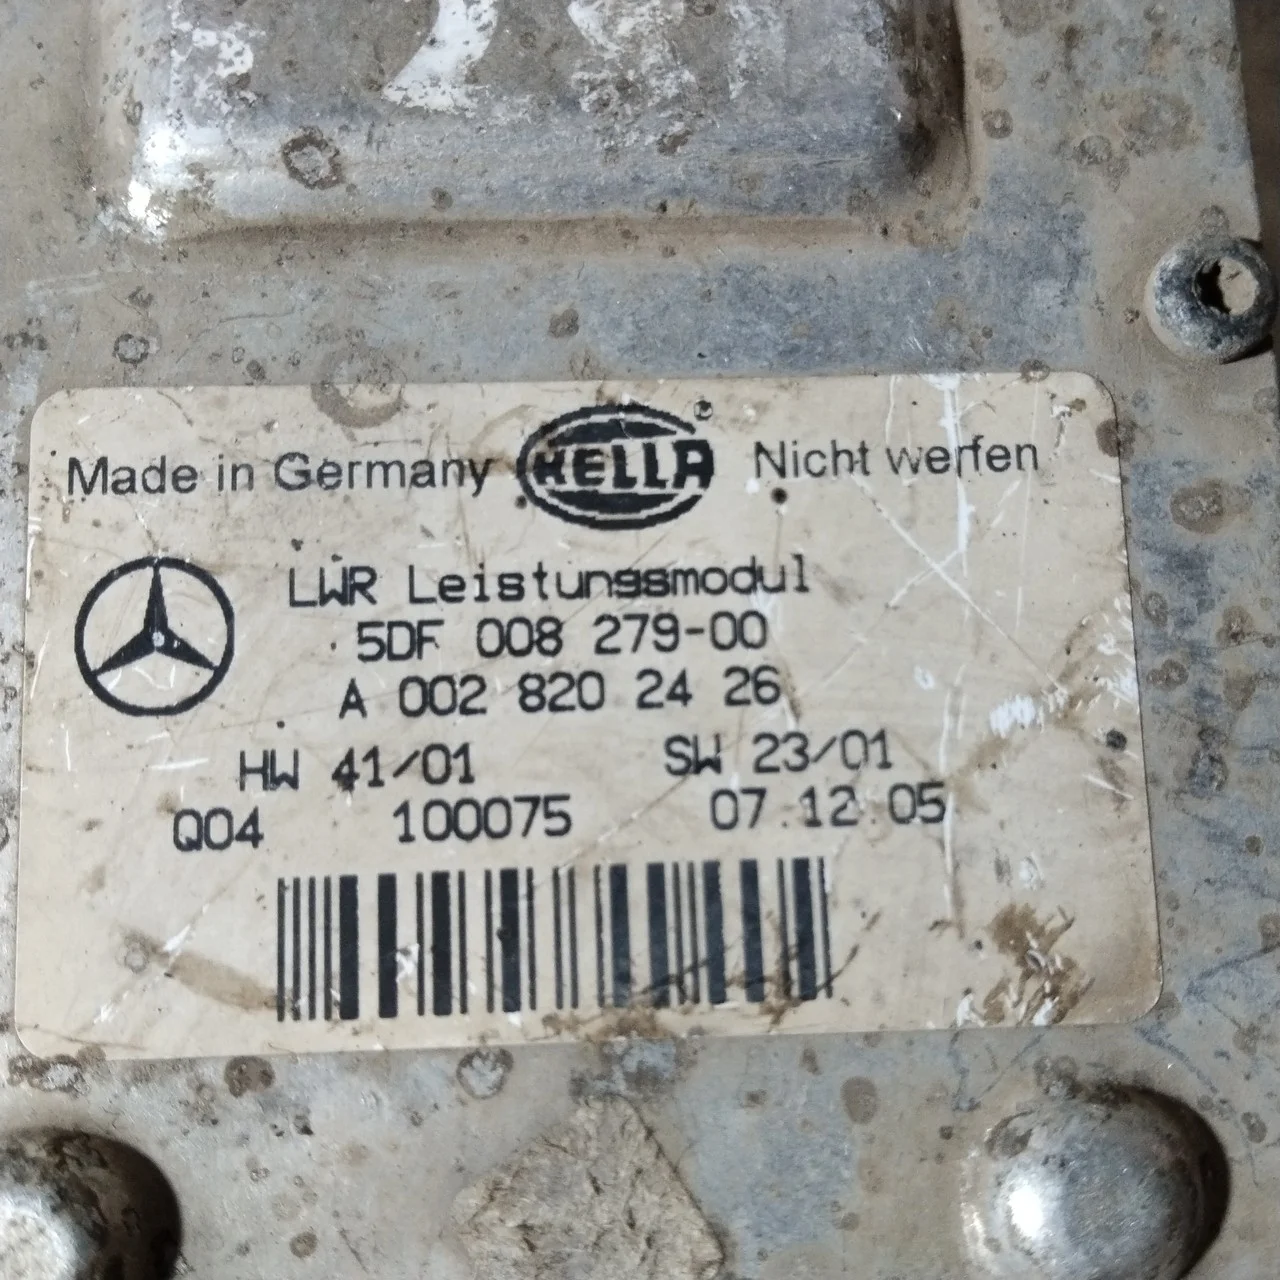 Made in Germany HELLA ® Nicht werfen
LWR Leistungsmodul
5DF 008 279-00
A 002 820 24 26
HW 41/01 SW 23/01
Q04 100075 07.12.05